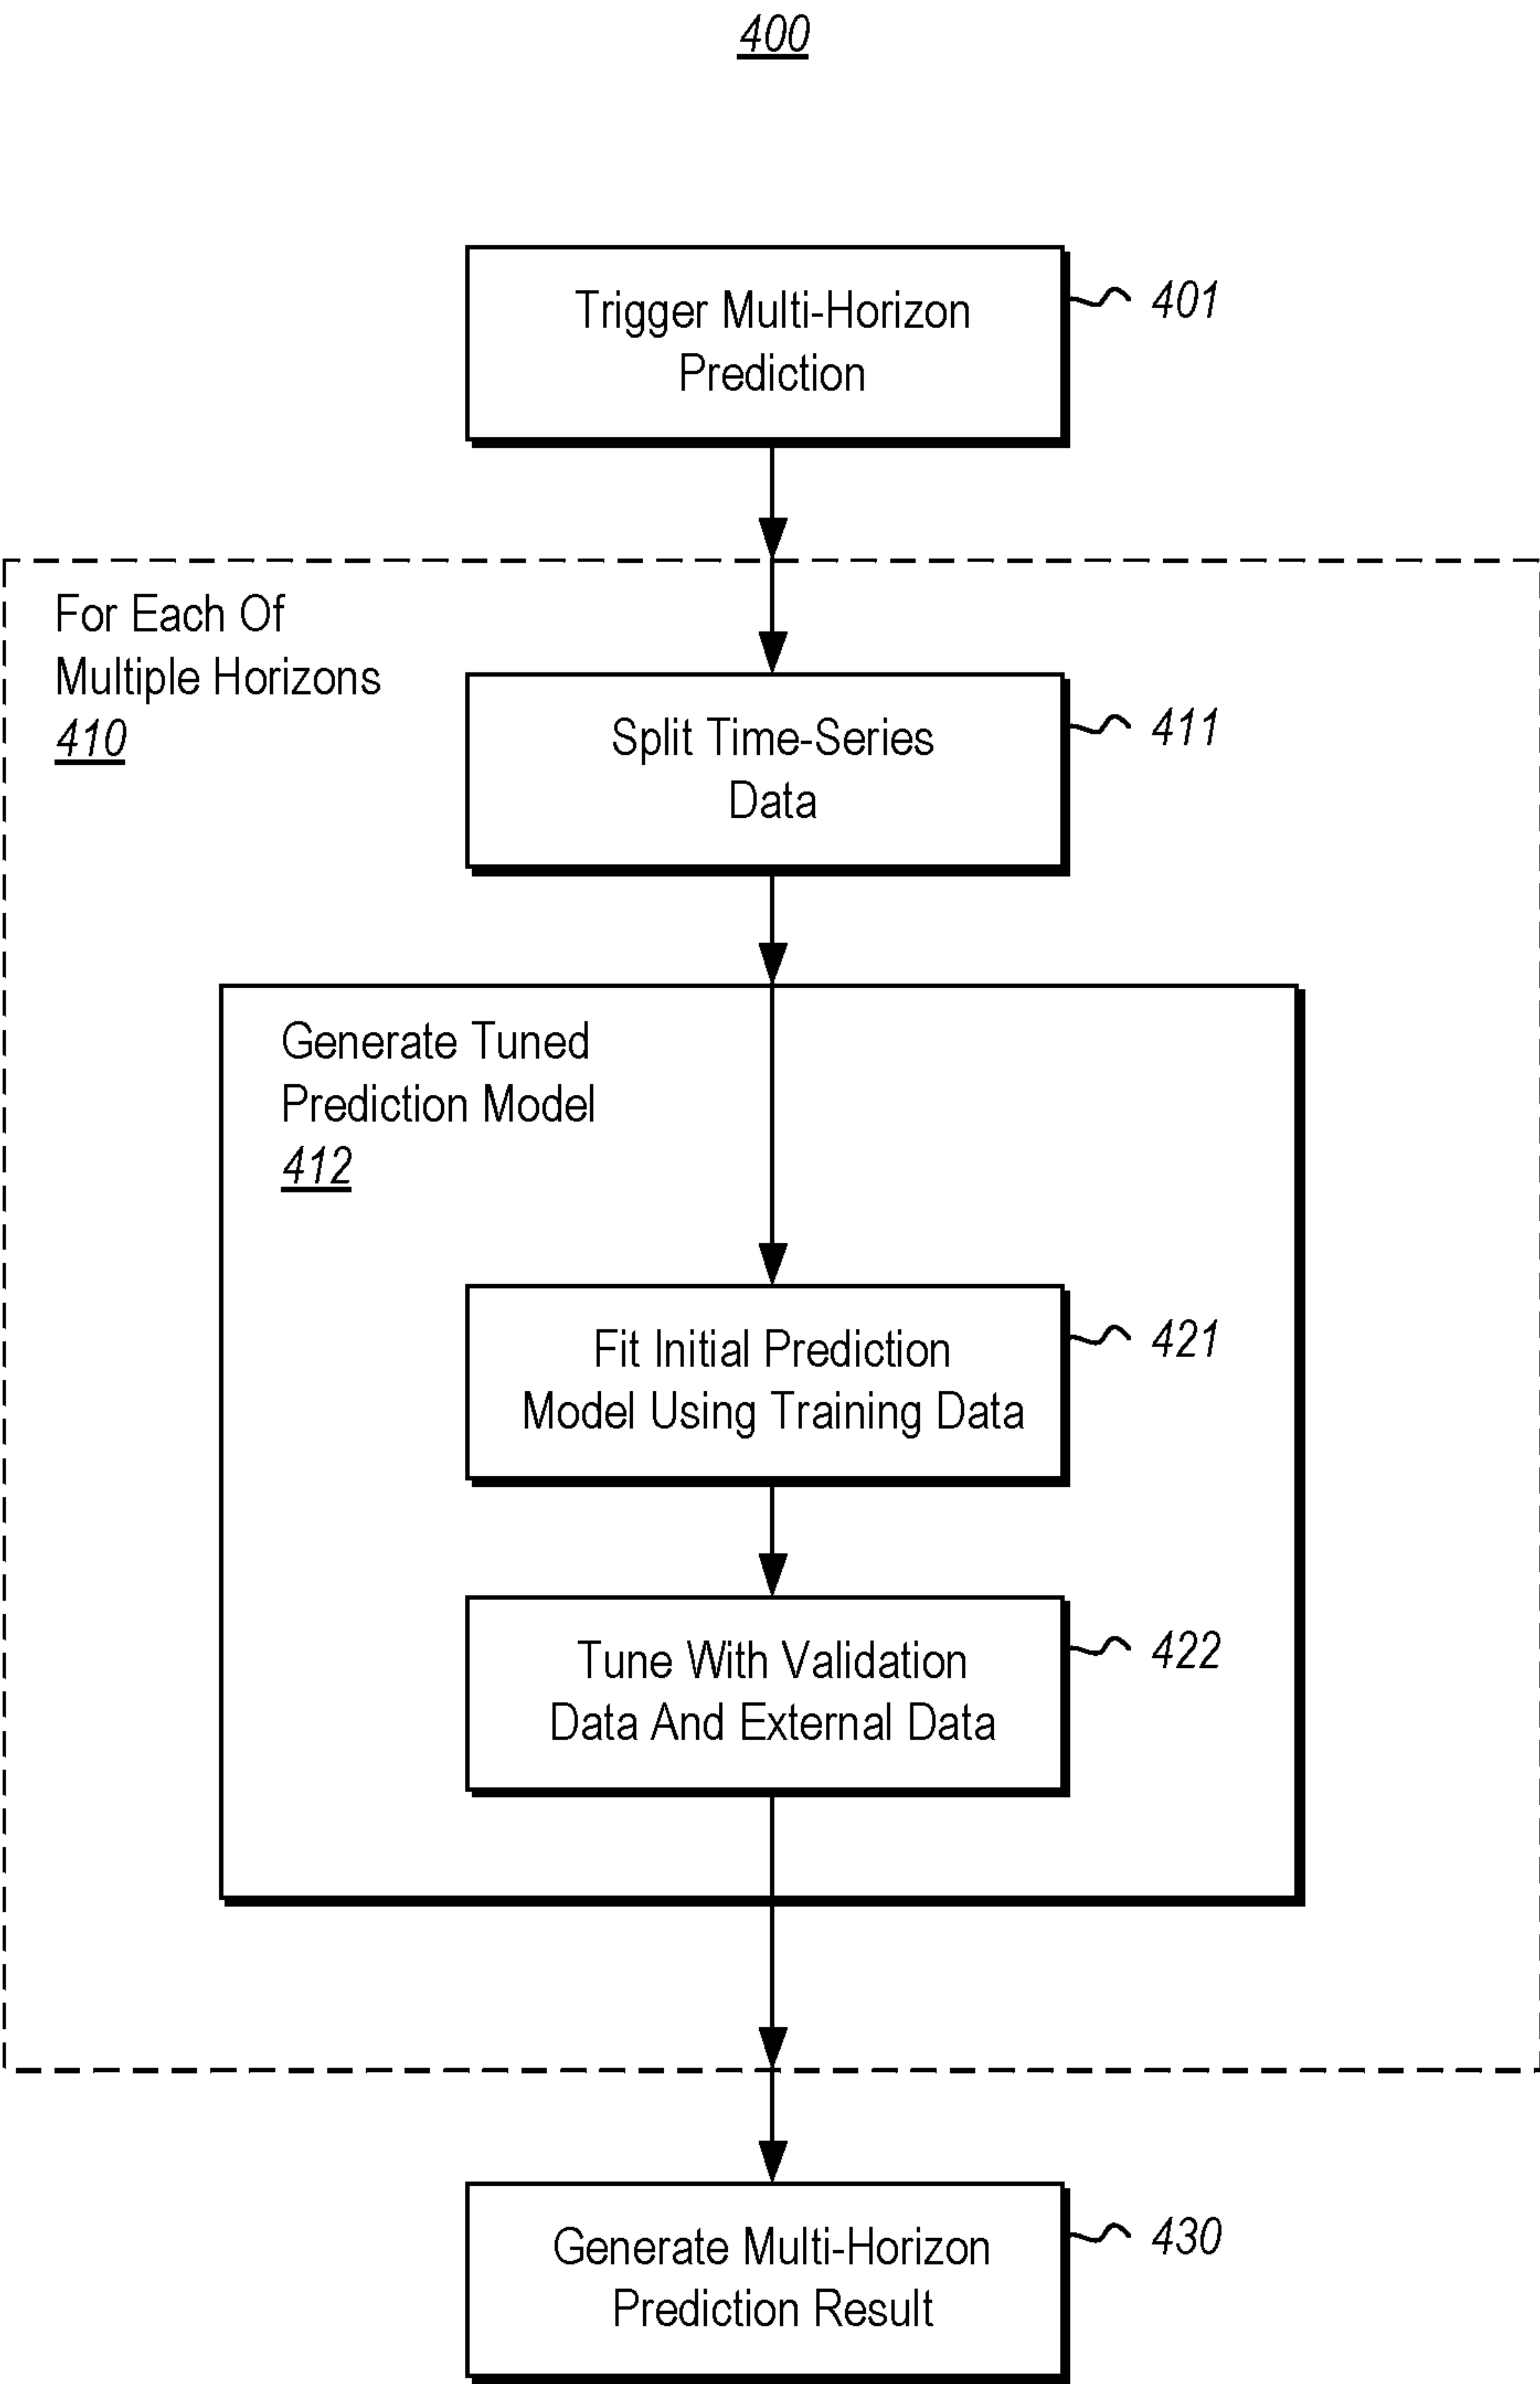 400
Trigger Multi-Horizon
Prediction
401
For Each Of
Multiple Horizons
410
Split Time-Series
Data
411
Generate Tuned
Prediction Model
412
Fit Initial Prediction
Model Using Training Data
421
Tune With Validation
Data And External Data
422
Generate Multi-Horizon
Prediction Result
430